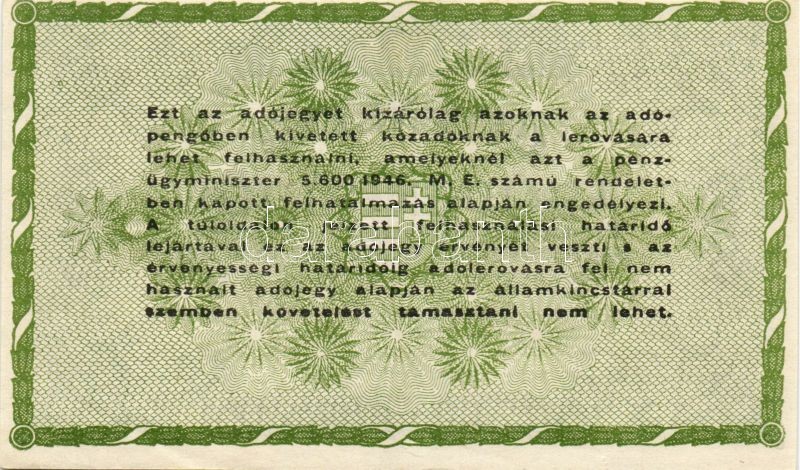 Ezt az adójegyet kizárólag azoknak az adó-
pengőben kivetett közadóknak a lerovására
lehet felhasználni, amelyeknél azt a pénz-
ügyminiszter 5.600/1946. M. E. számú rendelet-
ben kapott felhatalmazás alapján engedélyezi.
A túloldalon jelzett felhasználási határidő
lejártával ez az adójegy érvényét veszti s az
érvényességi határidőig adólerovásra fel nem
használt adójegy alapján az államkincstárral
szemben követelést támasztani nem lehet.
darabanth